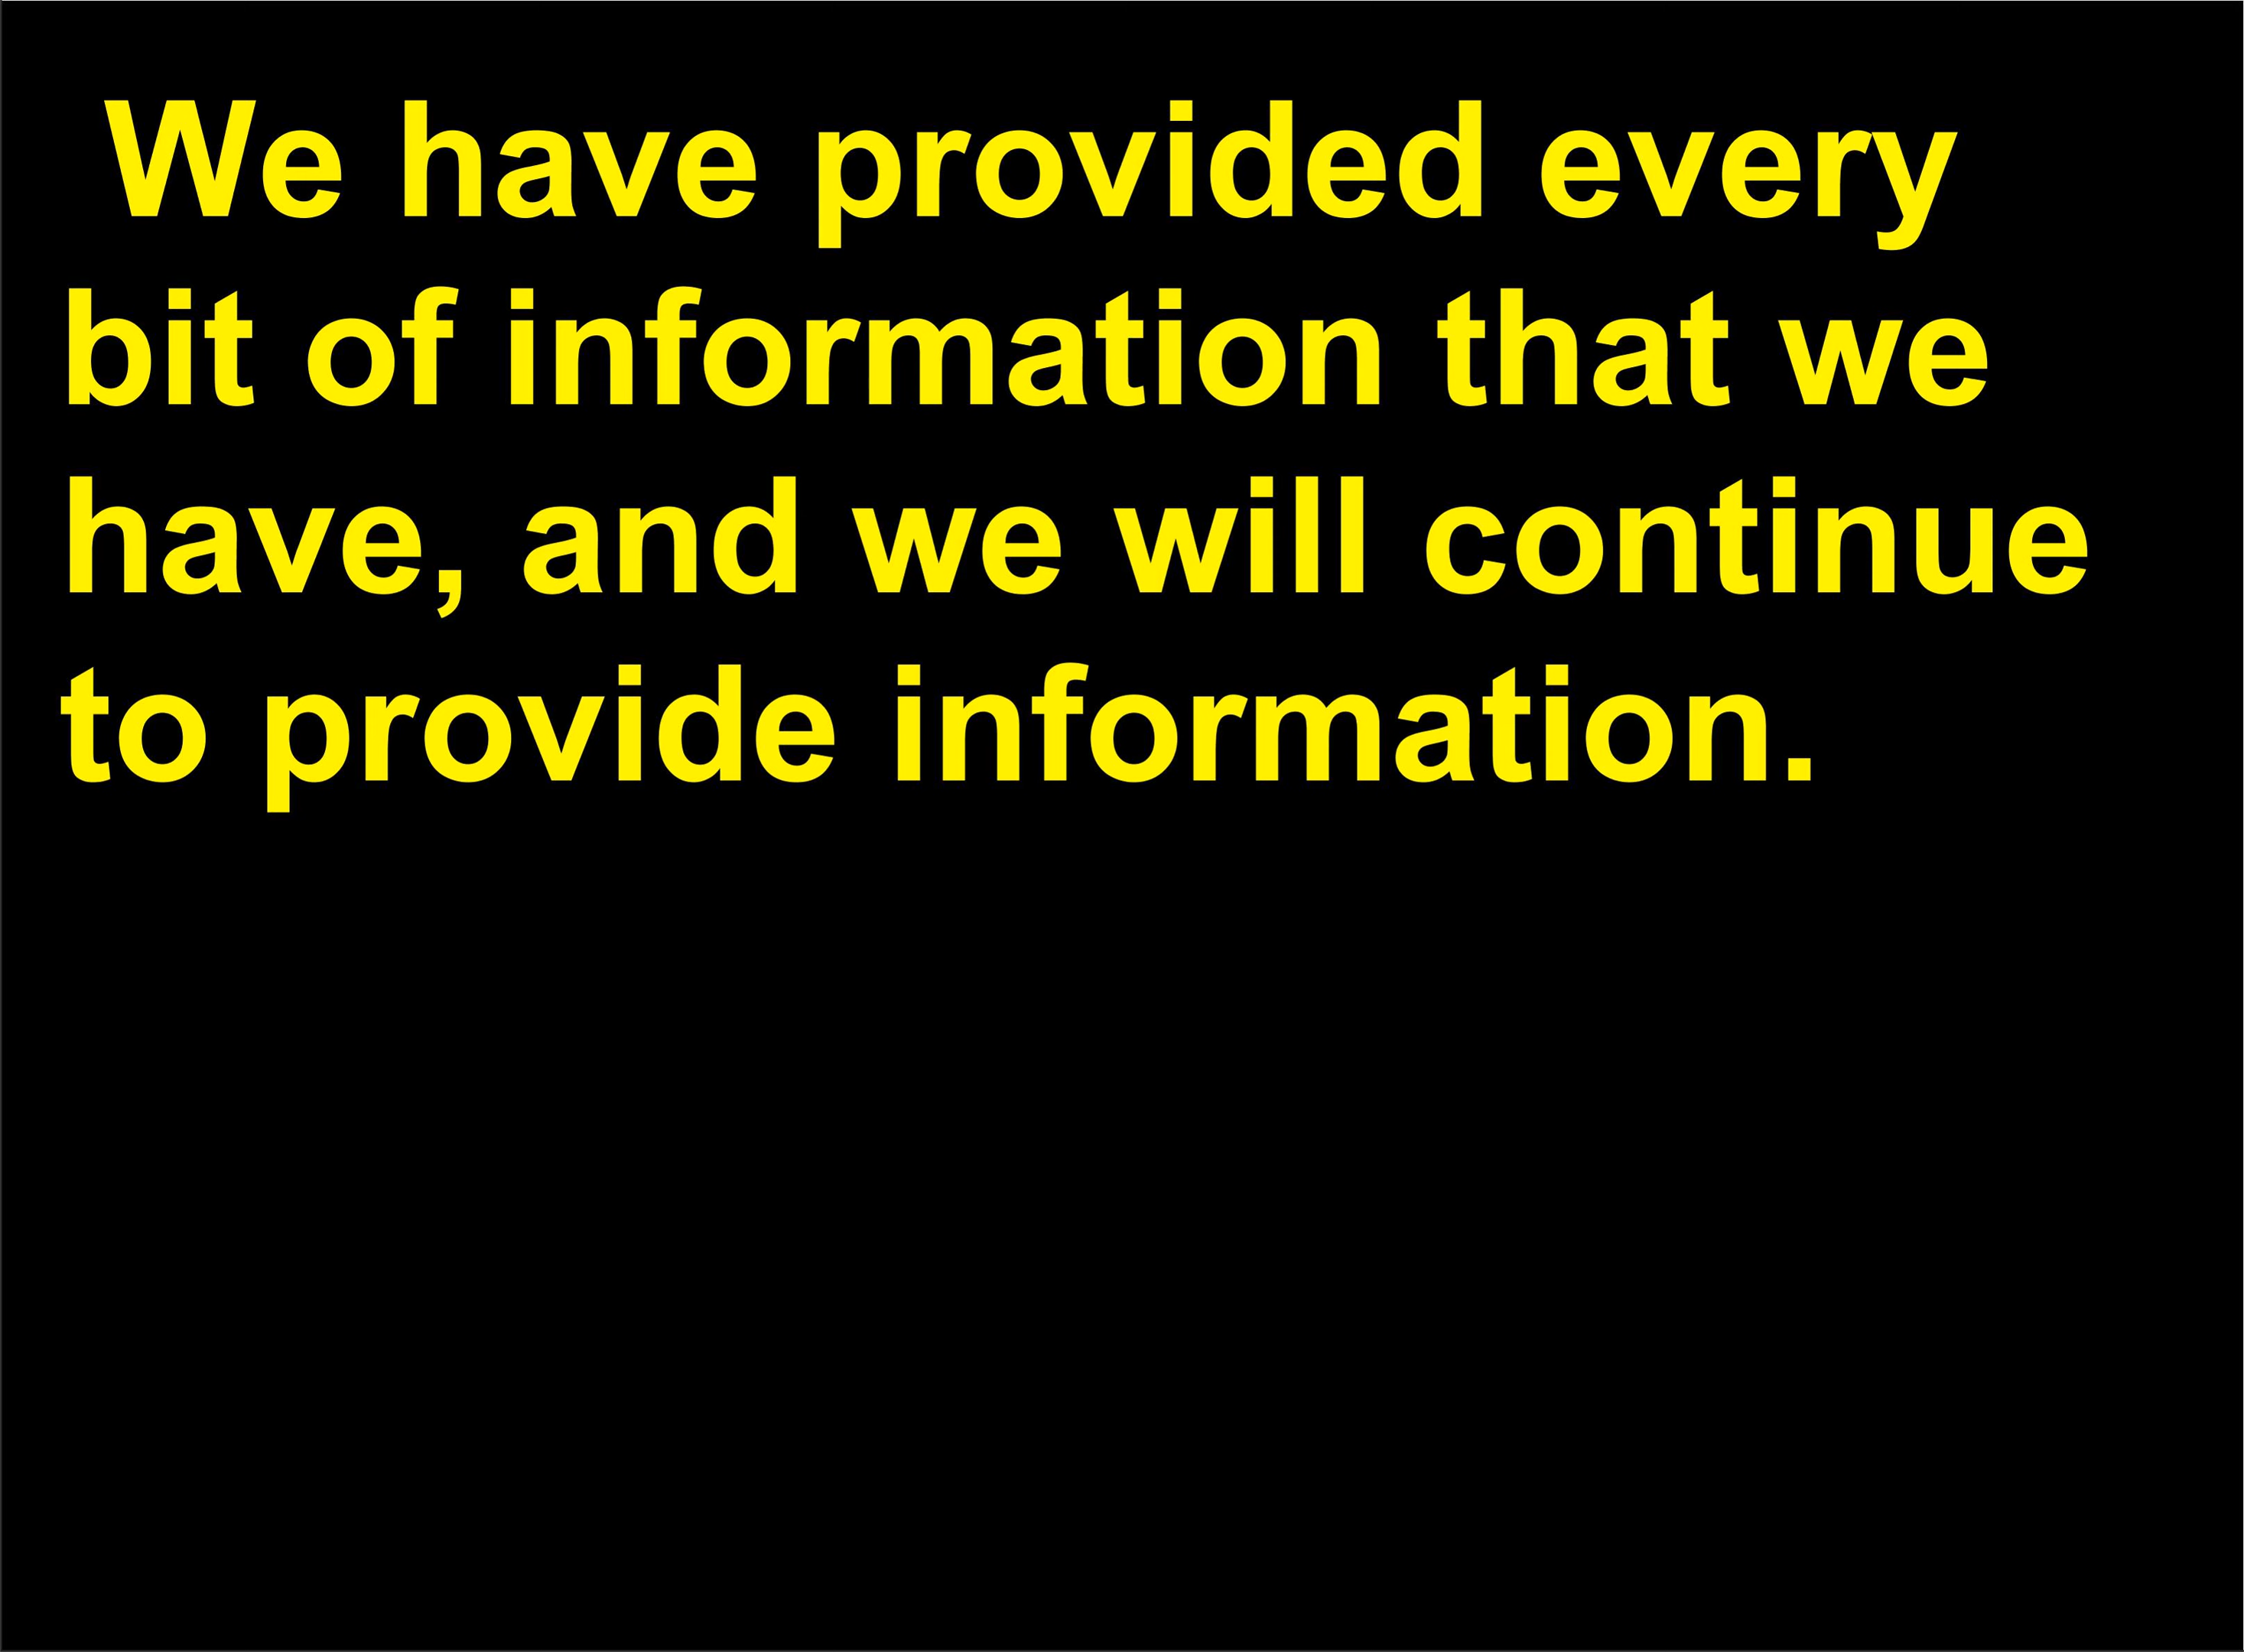 We have provided every
bit of information that we
have, and we will continue
to provide information.